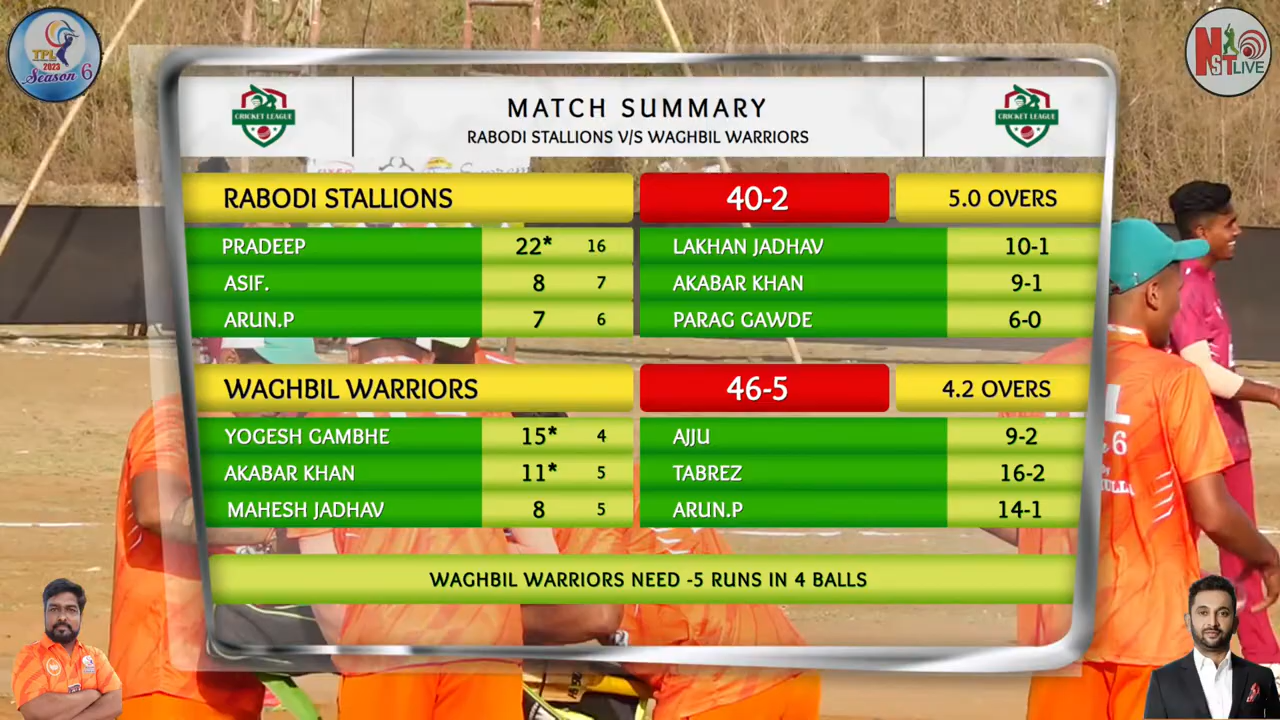 TPL
2023
Season 6
NST LIVE
CRICKET LEAGUE
MATCH SUMMARY
RABODI STALLIONS V/S WAGHBIL WARRIORS
CRICKET LEAGUE
RABODI STALLIONS 40-2 5.0 OVERS
PRADEEP 22* 16 LAKHAN JADHAV 10-1
ASIF. 8 7 AKABAR KHAN 9-1
ARUN.P 7 6 PARAG GAWDE 6-0
WAGHBIL WARRIORS 46-5 4.2 OVERS
YOGESH GAMBHE 15* 4 AJJU 9-2
AKABAR KHAN 11* 5 TABREZ 16-2
MAHESH JADHAV 8 5 ARUN.P 14-1
WAGHBIL WARRIORS NEED -5 RUNS IN 4 BALLS